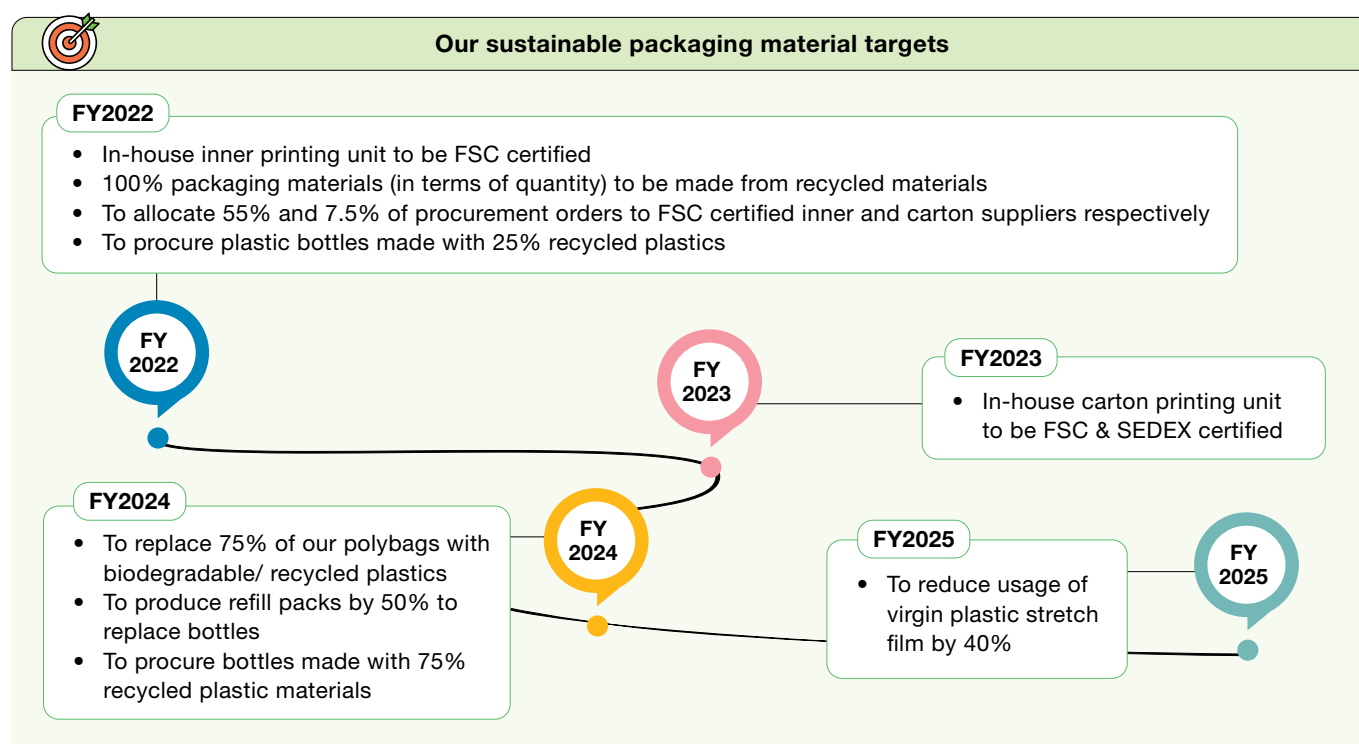 Our sustainable packaging material targets
FY2022
• In-house inner printing unit to be FSC certified
• 100% packaging materials (in terms of quantity) to be made from recycled materials
• To allocate 55% and 7.5% of procurement orders to FSC certified inner and carton suppliers respectively
• To procure plastic bottles made with 25% recycled plastics
FY
2022
FY
2023
FY2023
• In-house carton printing unit
to be FSC & SEDEX certified
FY2024
• To replace 75% of our polybags with
biodegradable/ recycled plastics
• To produce refill packs by 50% to
replace bottles
• To procure bottles made with 75%
recycled plastic materials
FY
2024
FY2025
• To reduce usage of
virgin plastic stretch
film by 40%
FY
2025